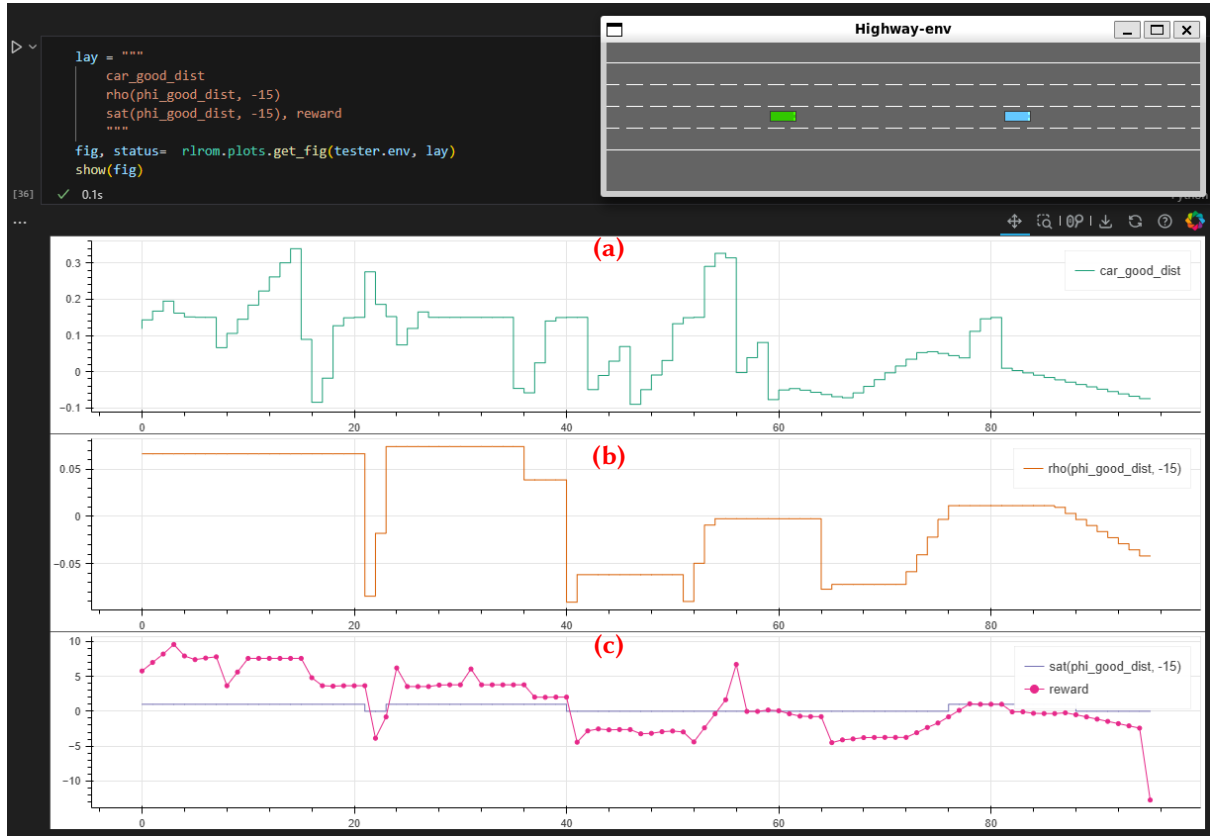 lay = """
car_good_dist
rho(phi_good_dist, -15)
sat(phi_good_dist, -15), reward
"""
fig, status=  rlrom.plots.get_fig(tester.env, lay)
show(fig)
[36]
0.1s
Highway-env
Python
...
(a)
car_good_dist
0.3
0.2
0.1
0
−0.1
0
20
40
60
80
(b)
rho(phi_good_dist, -15)
0.05
0
−0.05
0
20
40
60
80
(c)
sat(phi_good_dist, -15)
reward
10
5
0
−5
−10
0
20
40
60
80